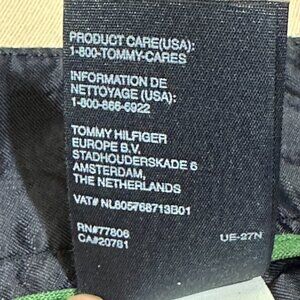 PRODUCT CARE(USA):
1-800-TOMMY-CARES
INFORMATION DE
NETTOYAGE (USA):
1-800-866-6922
TOMMY HILFIGER
EUROPE B.V.
STADHOUDERSKADE 6
AMSTERDAM,
THE NETHERLANDS
VAT# NL805768713B01
RN#77806
CA#20781
UE-27N